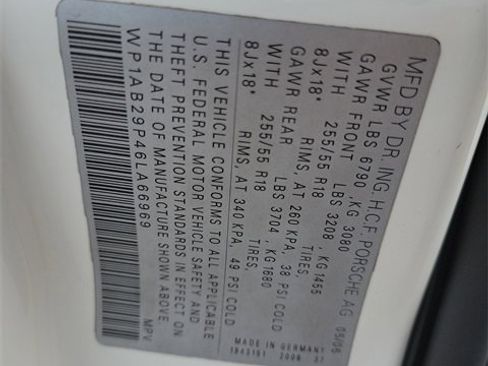 MFD BY DR. ING. H.C.F. PORSCHE AG 05/06
GVWR LBS 6790 , KG 3080
GAWR FRONT LBS 3208 , KG 1455
WITH 255/55 R18 TIRES,
8Jx18" RIMS, AT 260 KPA, 38 PSI COLD
GAWR REAR LBS 3704 , KG 1680
WITH 255/55 R18 TIRES,
8Jx18" RIMS, AT 340 KPA, 49 PSI COLD
MADE IN GERMANY
1843151 2006 37
THIS VEHICLE CONFORMS TO ALL APPLICABLE
U.S. FEDERAL MOTOR VEHICLE SAFETY AND
THEFT PREVENTION STANDARDS IN EFFECT ON
THE DATE OF MANUFACTURE SHOWN ABOVE
WP1AB29P46LA66969 MPV